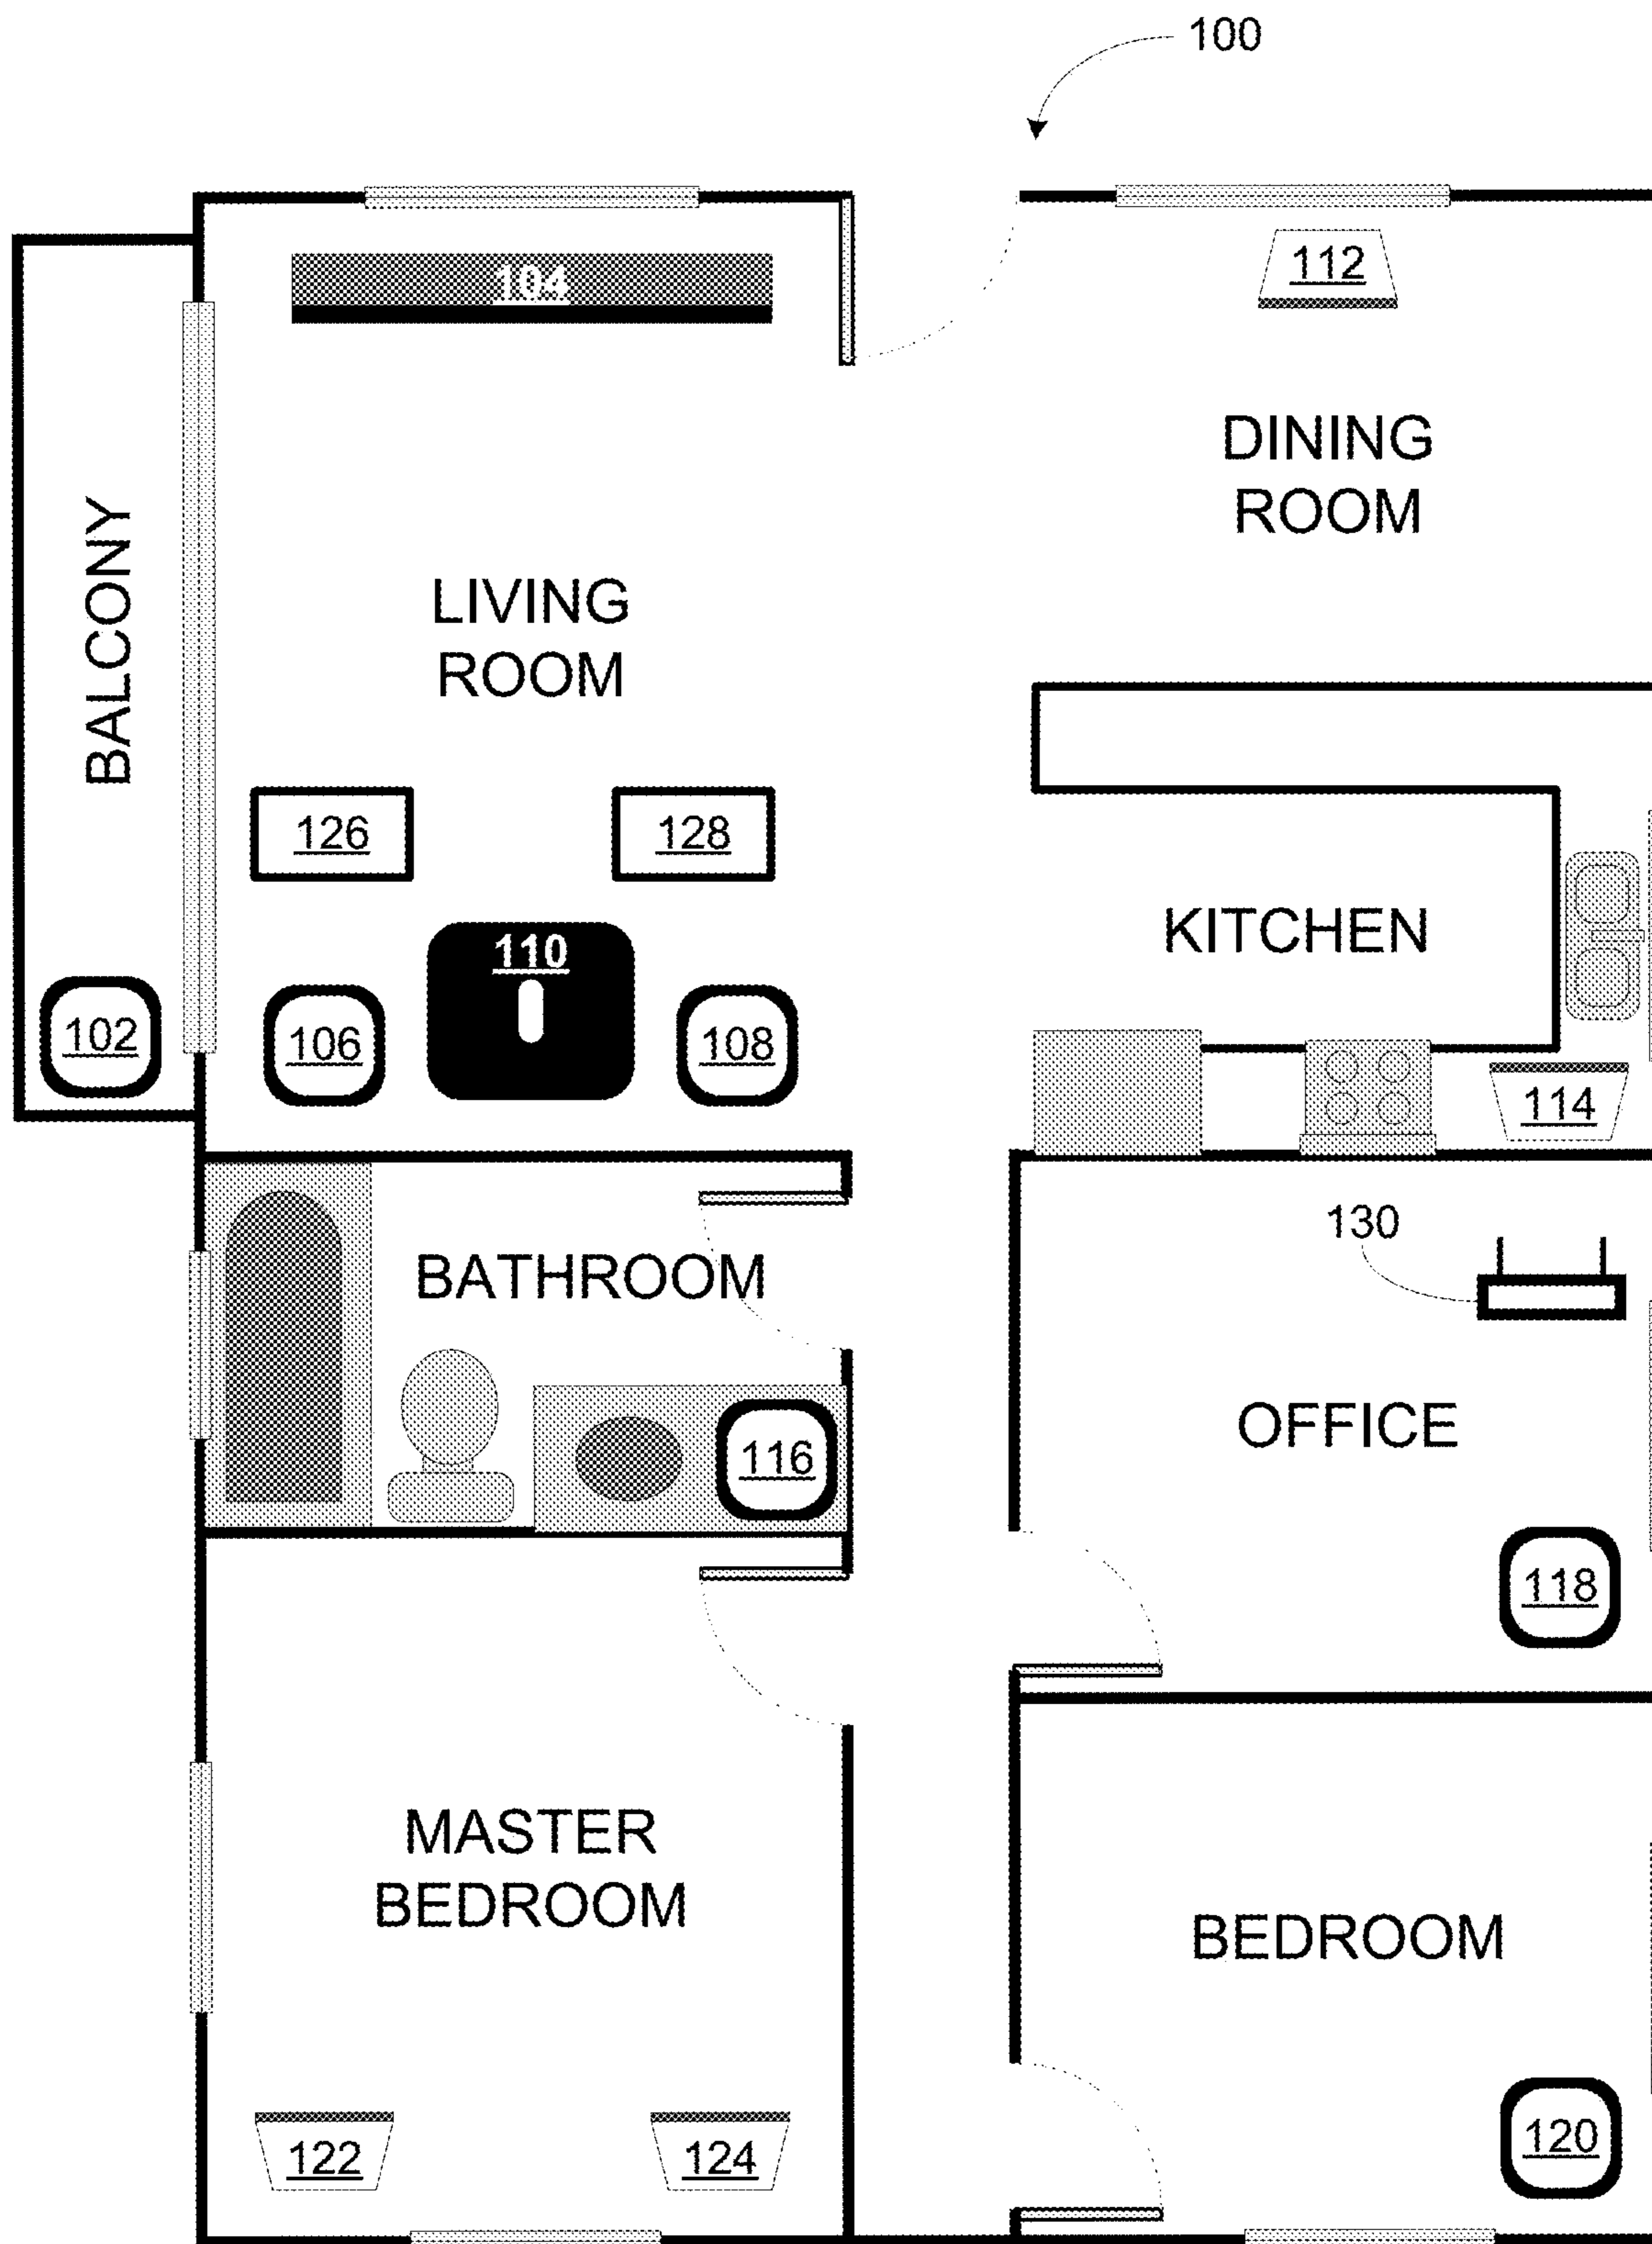 100
104
112
DINING
ROOM
BALCONY
LIVING
ROOM
126
128
110
KITCHEN
102
106
108
114
130
BATHROOM
OFFICE
116
118
MASTER
BEDROOM
BEDROOM
122
124
120